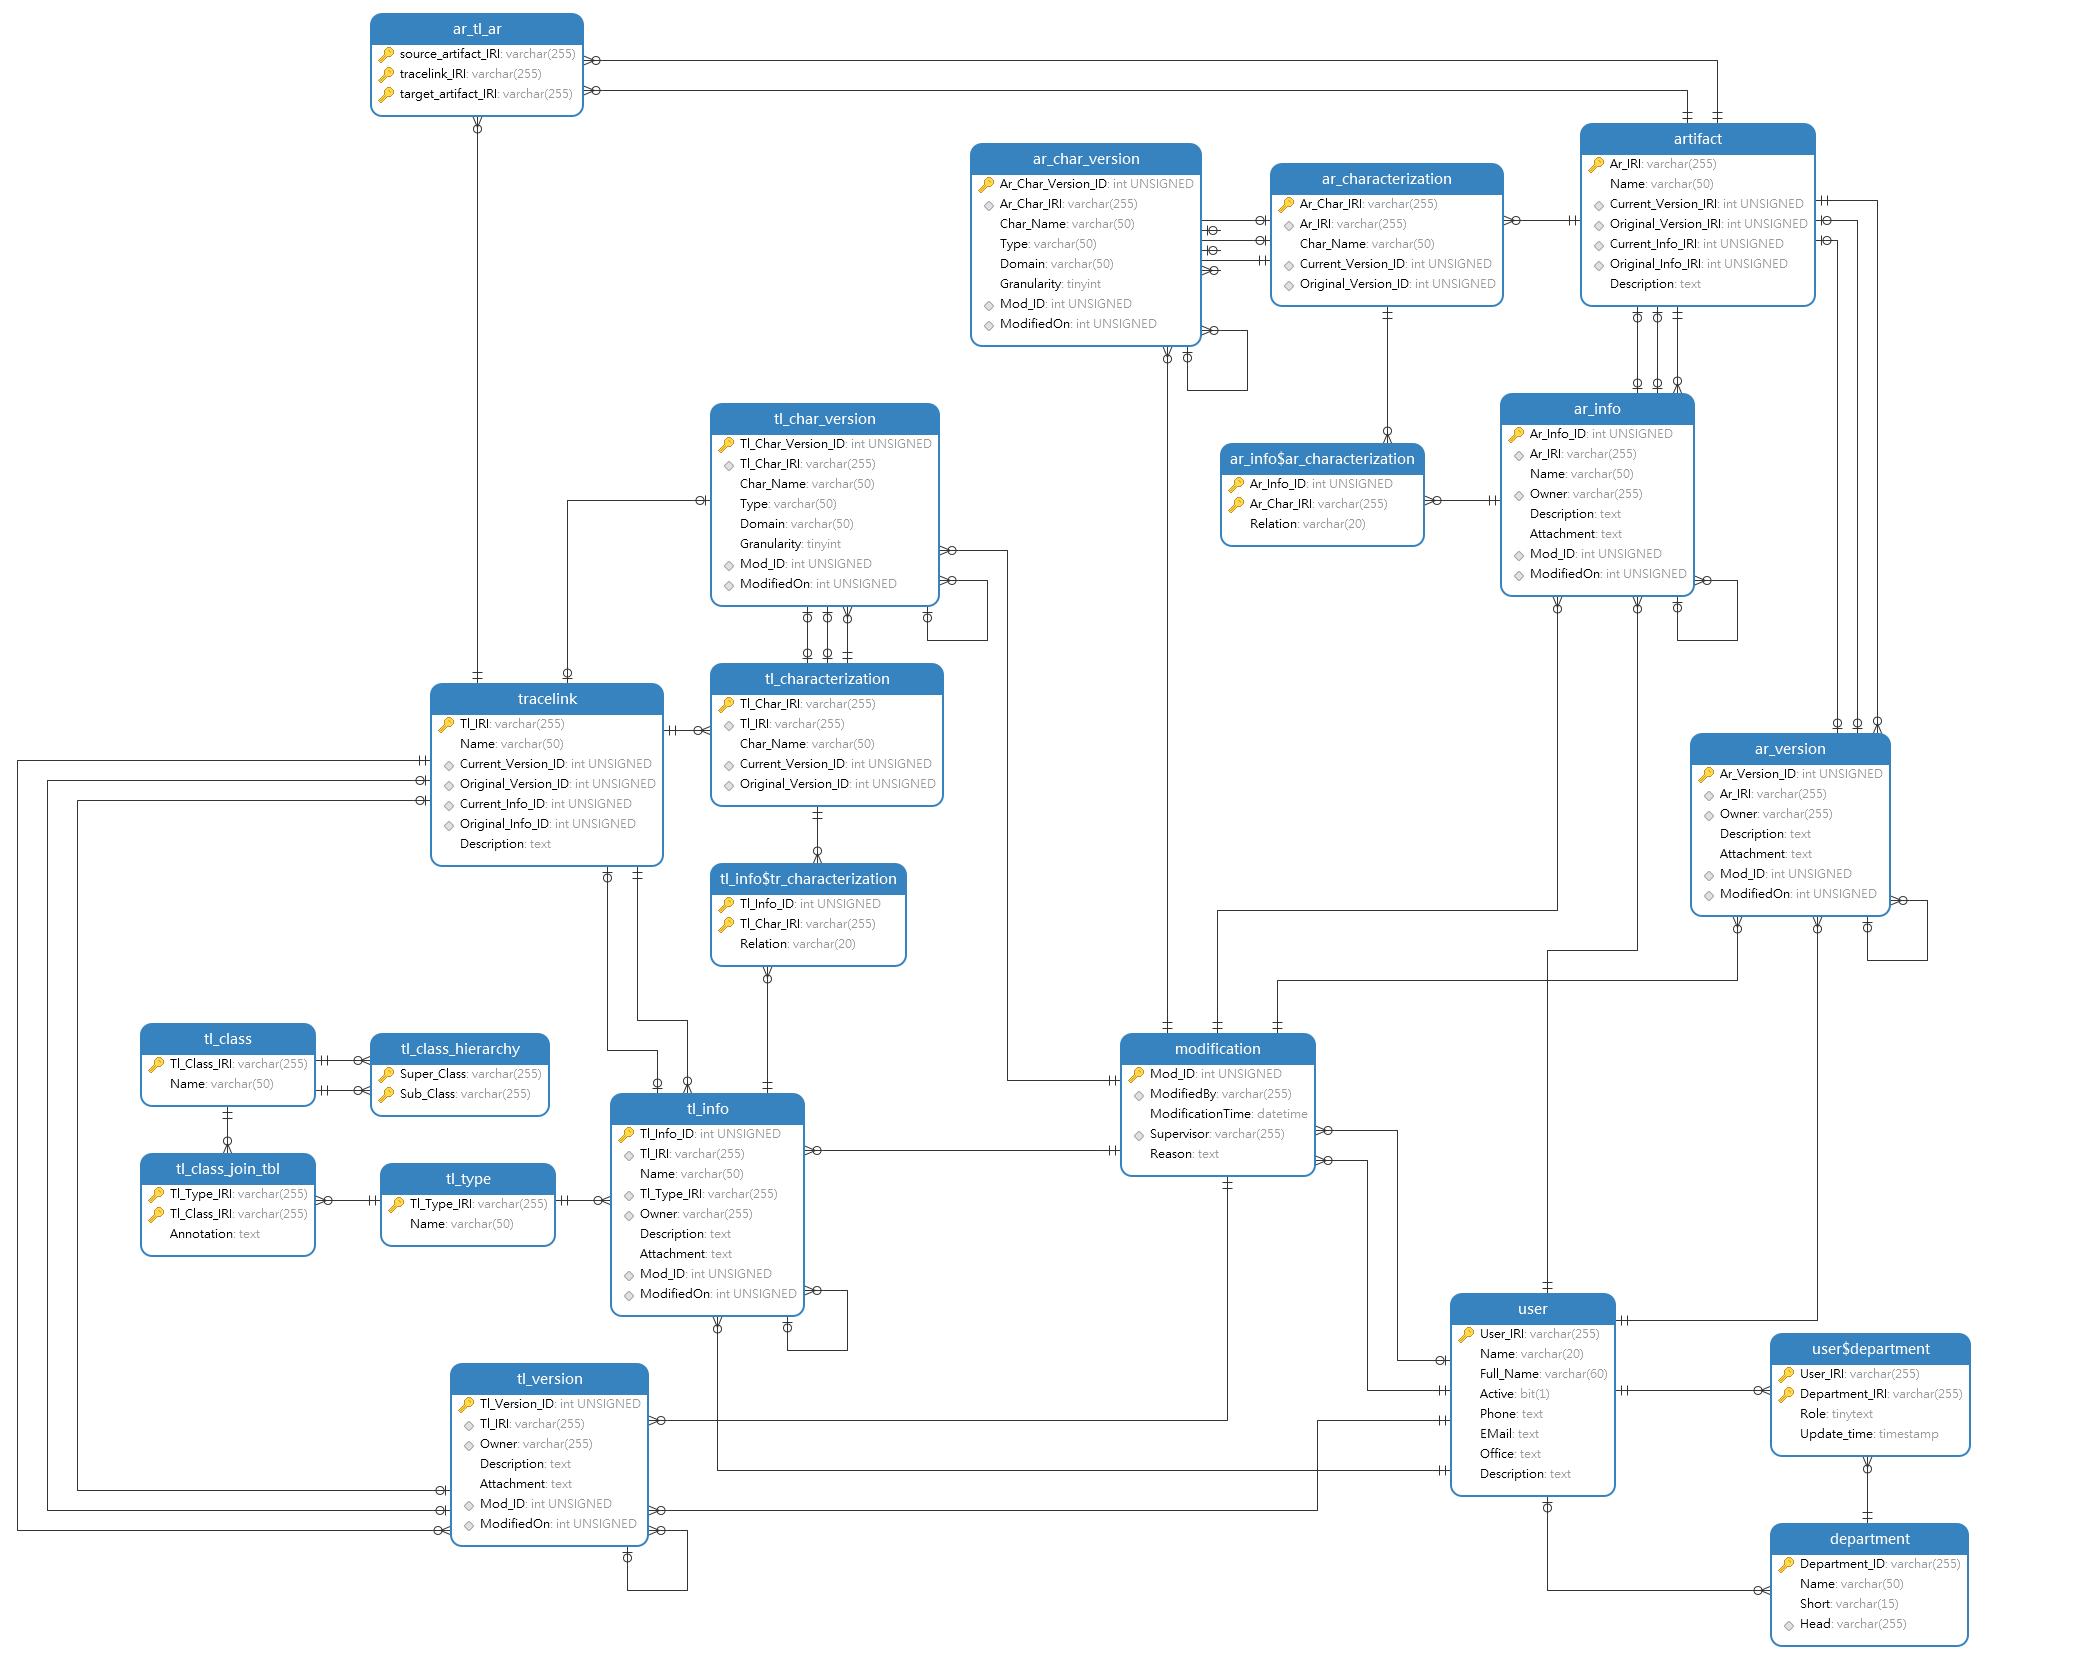 ar_tl_ar
source_artifact_IRI: varchar(255)
tracelink_IRI: varchar(255)
target_artifact_IRI: varchar(255)
artifact
Ar_IRI: varchar(255)
Name: varchar(50)
Current_Version_IRI: int UNSIGNED
Original_Version_IRI: int UNSIGNED
Current_Info_IRI: int UNSIGNED
Original_Info_IRI: int UNSIGNED
Description: text
ar_char_version
Ar_Char_Version_ID: int UNSIGNED
Ar_Char_IRI: varchar(255)
Char_Name: varchar(50)
Type: varchar(50)
Domain: varchar(50)
Granularity: tinyint
Mod_ID: int UNSIGNED
ModifiedOn: int UNSIGNED
ar_characterization
Ar_Char_IRI: varchar(255)
Ar_IRI: varchar(255)
Char_Name: varchar(50)
Current_Version_ID: int UNSIGNED
Original_Version_ID: int UNSIGNED
tl_char_version
Tl_Char_Version_ID: int UNSIGNED
Tl_Char_IRI: varchar(255)
Char_Name: varchar(50)
Type: varchar(50)
Domain: varchar(50)
Granularity: tinyint
Mod_ID: int UNSIGNED
ModifiedOn: int UNSIGNED
ar_info$ar_characterization
Ar_Info_ID: int UNSIGNED
Ar_Char_IRI: varchar(255)
Relation: varchar(20)
ar_info
Ar_Info_ID: int UNSIGNED
Ar_IRI: varchar(255)
Name: varchar(50)
Owner: varchar(255)
Description: text
Attachment: text
Mod_ID: int UNSIGNED
ModifiedOn: int UNSIGNED
tracelink
Tl_IRI: varchar(255)
Name: varchar(50)
Current_Version_ID: int UNSIGNED
Original_Version_ID: int UNSIGNED
Current_Info_ID: int UNSIGNED
Original_Info_ID: int UNSIGNED
Description: text
tl_characterization
Tl_Char_IRI: varchar(255)
Tl_IRI: varchar(255)
Char_Name: varchar(50)
Current_Version_ID: int UNSIGNED
Original_Version_ID: int UNSIGNED
ar_version
Ar_Version_ID: int UNSIGNED
Ar_IRI: varchar(255)
Owner: varchar(255)
Description: text
Attachment: text
Mod_ID: int UNSIGNED
ModifiedOn: int UNSIGNED
tl_info$tr_characterization
Tl_Info_ID: int UNSIGNED
Tl_Char_IRI: varchar(255)
Relation: varchar(20)
tl_class
Tl_Class_IRI: varchar(255)
Name: varchar(50)
tl_class_hierarchy
Super_Class: varchar(255)
Sub_Class: varchar(255)
modification
Mod_ID: int UNSIGNED
ModifiedBy: varchar(255)
ModificationTime: datetime
Supervisor: varchar(255)
Reason: text
tl_info
Tl_Info_ID: int UNSIGNED
Tl_IRI: varchar(255)
Name: varchar(50)
Tl_Type_IRI: varchar(255)
Owner: varchar(255)
Description: text
Attachment: text
Mod_ID: int UNSIGNED
ModifiedOn: int UNSIGNED
tl_class_join_tbl
Tl_Type_IRI: varchar(255)
Tl_Class_IRI: varchar(255)
Annotation: text
tl_type
Tl_Type_IRI: varchar(255)
Name: varchar(50)
user
User_IRI: varchar(255)
Name: varchar(20)
Full_Name: varchar(60)
Active: bit(1)
Phone: text
EMail: text
Office: text
Description: text
user$department
User_IRI: varchar(255)
Department_IRI: varchar(255)
Role: tinytext
Update_time: timestamp
tl_version
Tl_Version_ID: int UNSIGNED
Tl_IRI: varchar(255)
Owner: varchar(255)
Description: text
Attachment: text
Mod_ID: int UNSIGNED
ModifiedOn: int UNSIGNED
department
Department_ID: varchar(255)
Name: varchar(50)
Short: varchar(15)
Head: varchar(255)